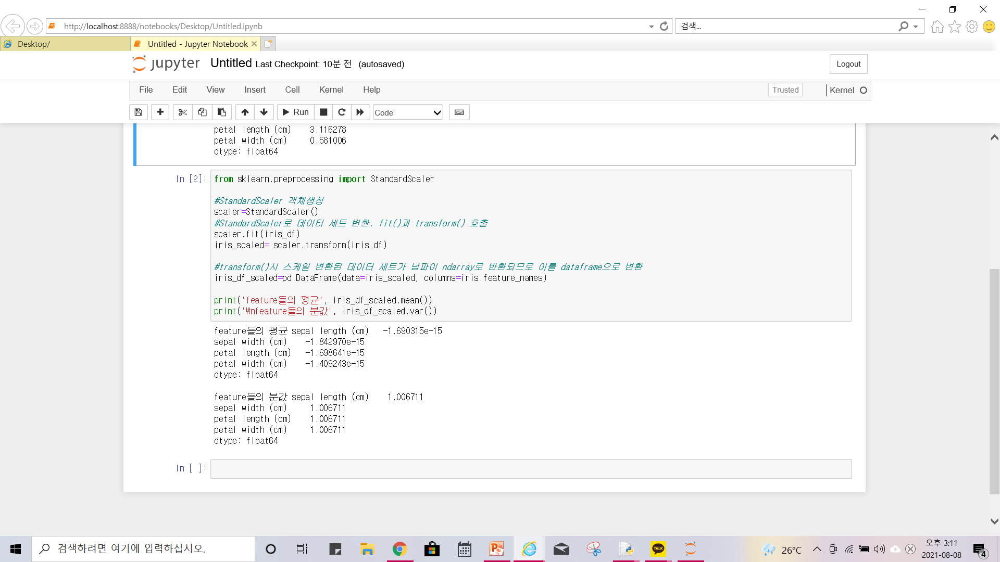 http://localhost:8888/notebooks/Desktop/Untitled.ipynb
검색...
Desktop/
Untitled - Jupyter Notebook
jupyter Untitled Last Checkpoint: 10분 전 (autosaved)
Logout
File Edit View Insert Cell Kernel Help
Trusted
Kernel
Run
Code
petal length (cm)    3.116278
petal width (cm)     0.581006
dtype: float64
In [2]:
from sklearn.preprocessing import StandardScaler
#StandardScaler 객체생성
scaler=StandardScaler()
#StandardScaler로 데이터 세트 변환. fit()과 transform() 호출
scaler.fit(iris_df)
iris_scaled= scaler.transform(iris_df)
#transform()시 스케일 변환된 데이터 세트가 넘파이 ndarray로 반환되므로 이를 dataframe으로 변환
iris_df_scaled=pd.DataFrame(data=iris_scaled, columns=iris.feature_names)
print('feature들의 평균', iris_df_scaled.mean())
print('₩nfeature들의 분값', iris_df_scaled.var())
feature들의 평균 sepal length (cm)   -1.690315e-15
sepal width (cm)    -1.842970e-15
petal length (cm)   -1.698641e-15
petal width (cm)    -1.409243e-15
dtype: float64
feature들의 분값 sepal length (cm)    1.006711
sepal width (cm)     1.006711
petal length (cm)    1.006711
petal width (cm)     1.006711
dtype: float64
In [ ]:
검색하려면 여기에 입력하십시오.
TALK
26°C
오후 3:11
2021-08-08
4